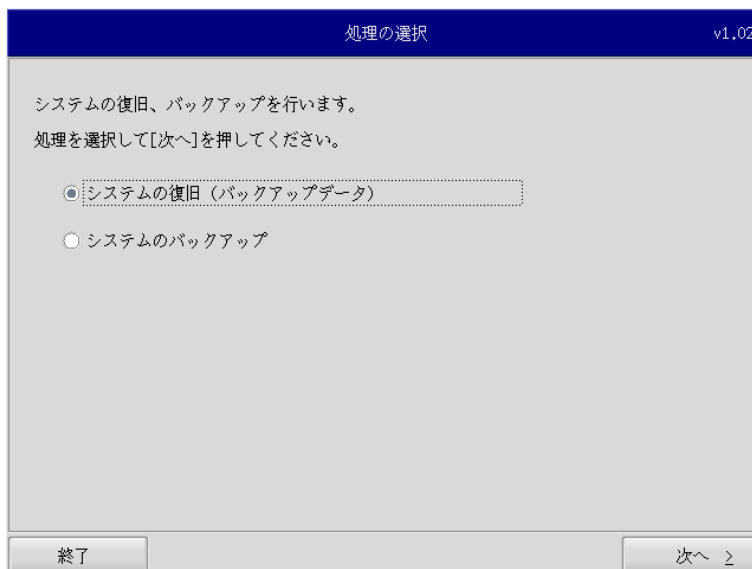 処理の選択
v1.02
システムの復旧、バックアップを行います。
処理を選択して[次へ]を押してください。
システムの復旧（バックアップデータ）
システムのバックアップ
終了
次へ >